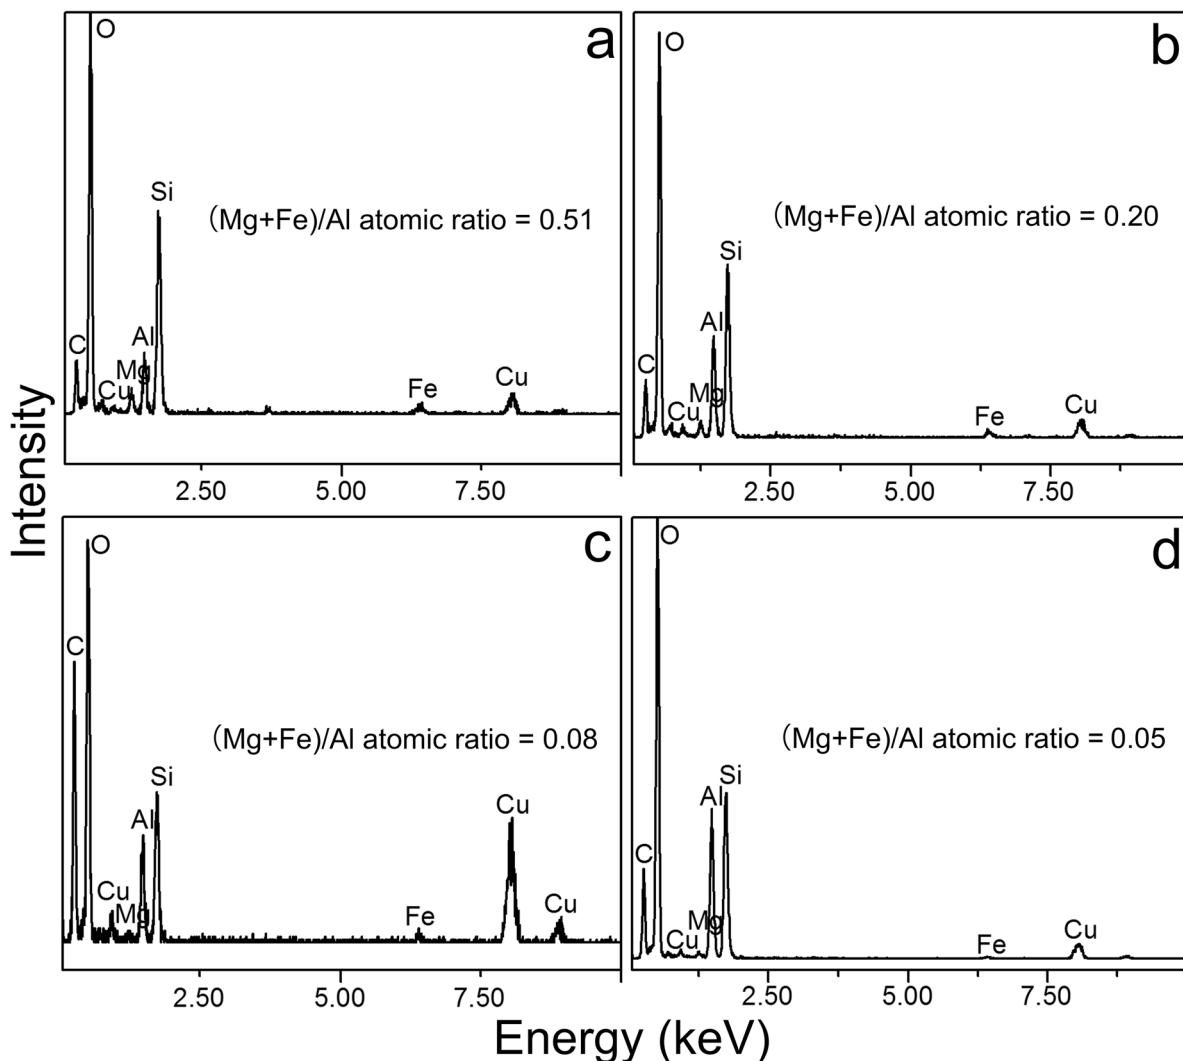 Intensity
a
O
Si
(Mg+Fe)/Al atomic ratio = 0.51
Al
C
Mg
Cu
Fe
Cu
2.50 5.00 7.50
b
O
(Mg+Fe)/Al atomic ratio = 0.20
Si
Al
C
Mg
Cu
Fe
Cu
2.50 5.00 7.50
c
O
C
(Mg+Fe)/Al atomic ratio = 0.08
Si
Al
Cu
Cu
Mg
Fe
Cu
2.50 5.00 7.50
d
O
(Mg+Fe)/Al atomic ratio = 0.05
Si
Al
C
Mg
Cu
Fe
Cu
2.50 5.00 7.50
Energy (keV)